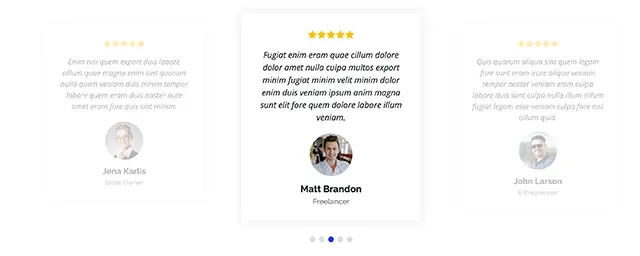 Enim nisi quem export duis labore
cillum quae magna enim sint quorum
nulla quem veniam duis minim tempor
labore quem eram duis noster aute
amet eram fore quis sint minim.
Jena Karlis
Store Owner
Fugiat enim eram quae cillum dolore
dolor amet nulla culpa multos export
minim fugiat minim velit minim dolor
enim duis veniam ipsum anim magna
sunt elit fore quem dolore labore illum
veniam.
Matt Brandon
Freelancer
Quis quorum aliqua sint quem legam
fore sunt eram irure aliqua veniam
tempor noster veniam enim culpa
labore duis sunt culpa nulla illum cillum
fugiat legam esse veniam culpa fore nisi
cillum quid.
John Larson
Entrepreneur